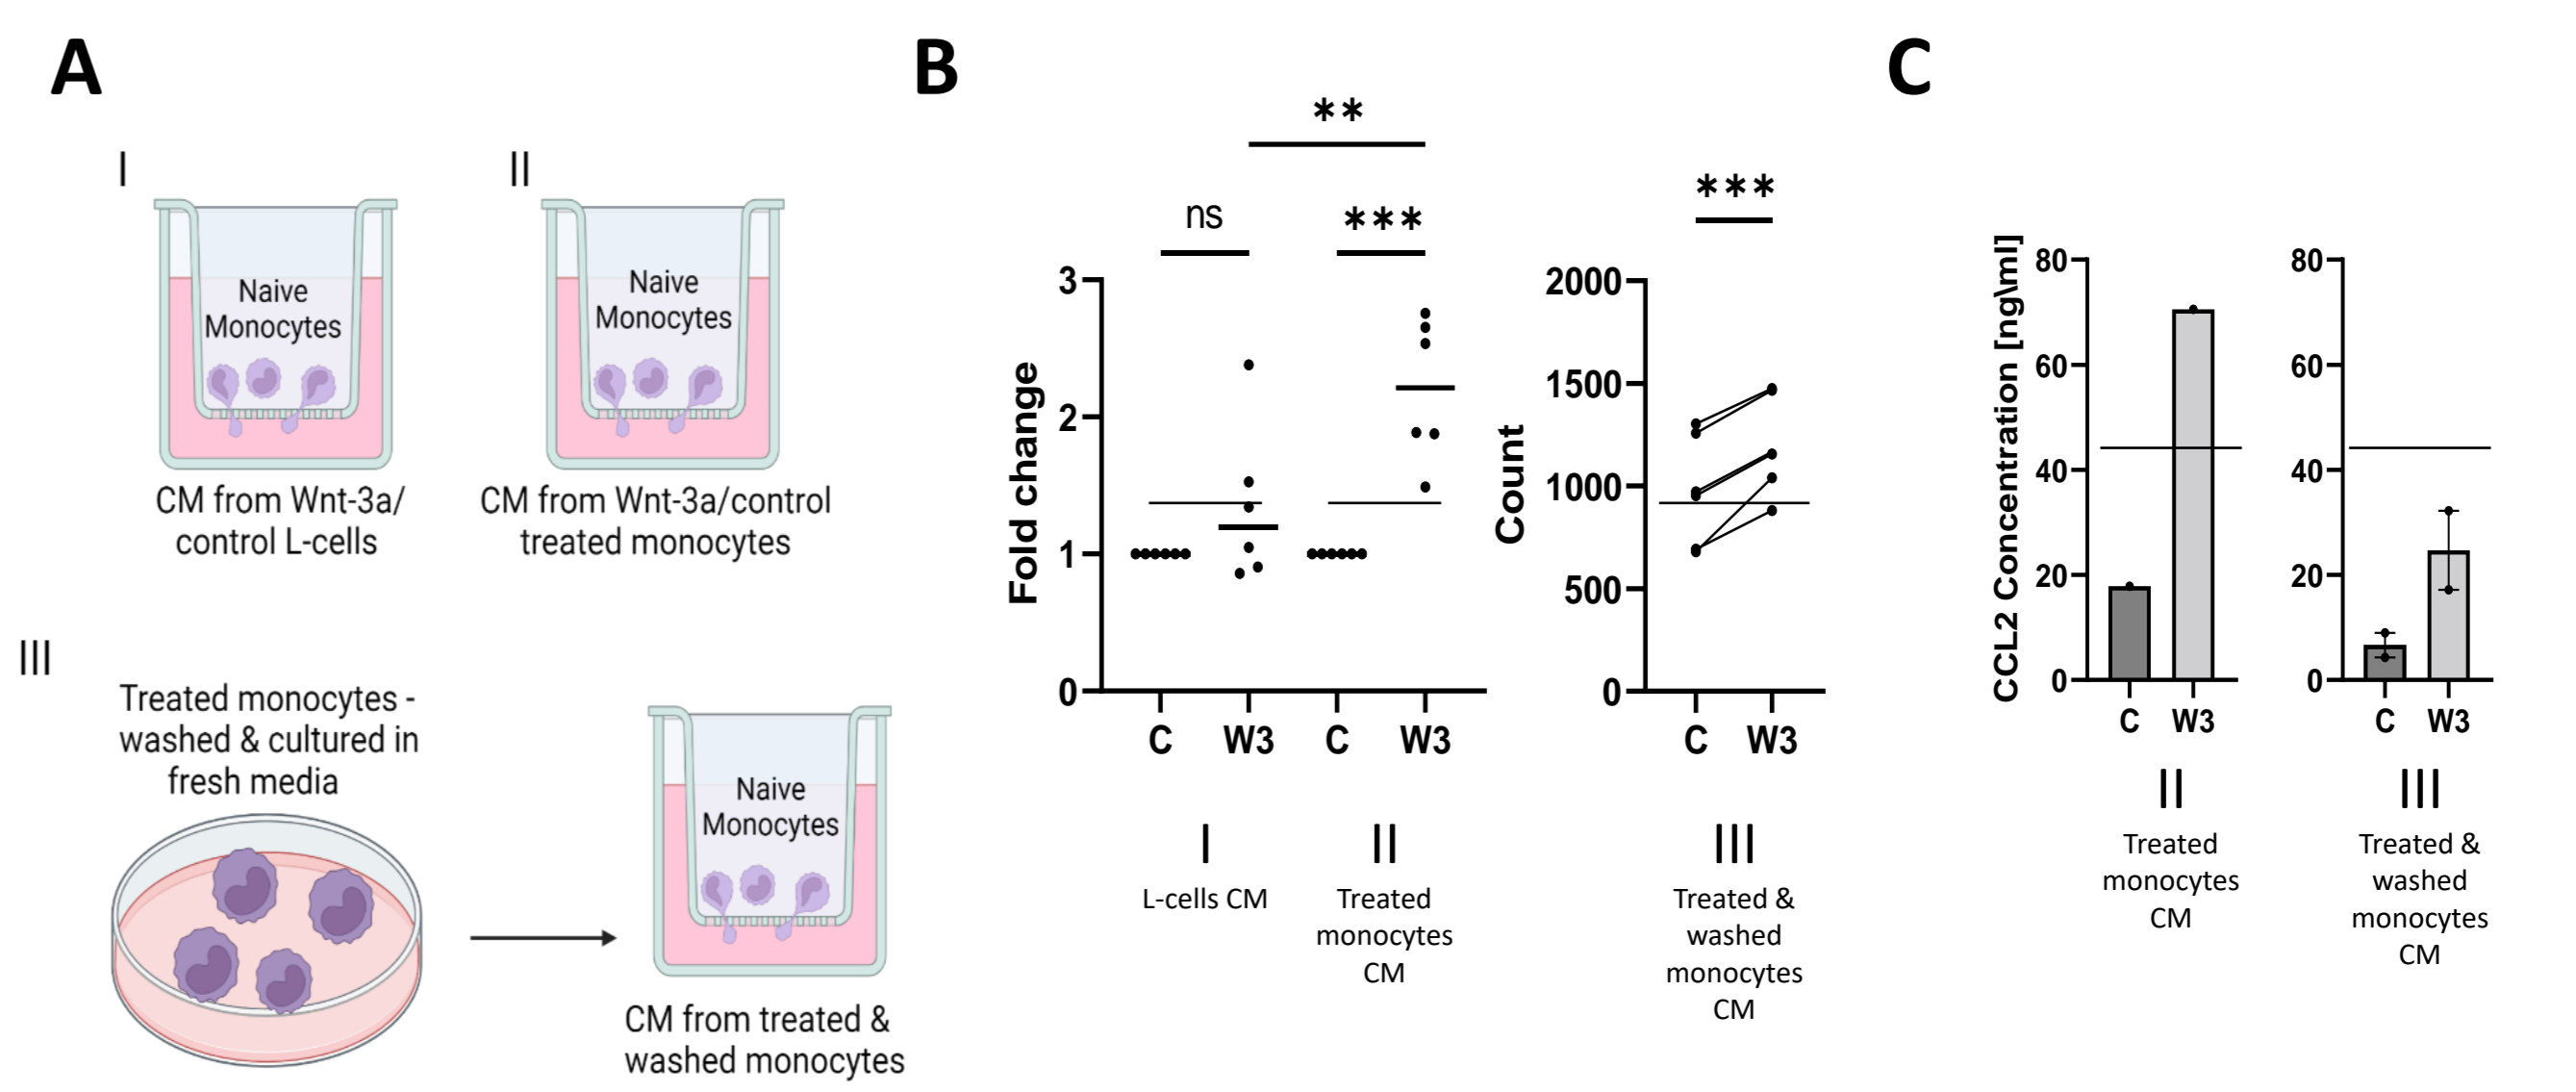 A
I
Naive
Monocytes
CM from Wnt-3a/
control L-cells
II
Naive
Monocytes
CM from Wnt-3a/control
treated monocytes
III
Treated monocytes -
washed & cultured in
fresh media
Naive
Monocytes
CM from treated &
washed monocytes
B
**
ns
***
Fold change
3
2
1
0
C W3 C W3
I
L-cells CM
II
Treated
monocytes
CM
***
Count
2000
1500
1000
500
0
C W3
III
Treated &
washed
monocytes
CM
C
CCL2 Concentration [ng\ml]
80
60
40
20
0
C W3
II
Treated
monocytes
CM
80
60
40
20
0
C W3
III
Treated &
washed
monocytes
CM